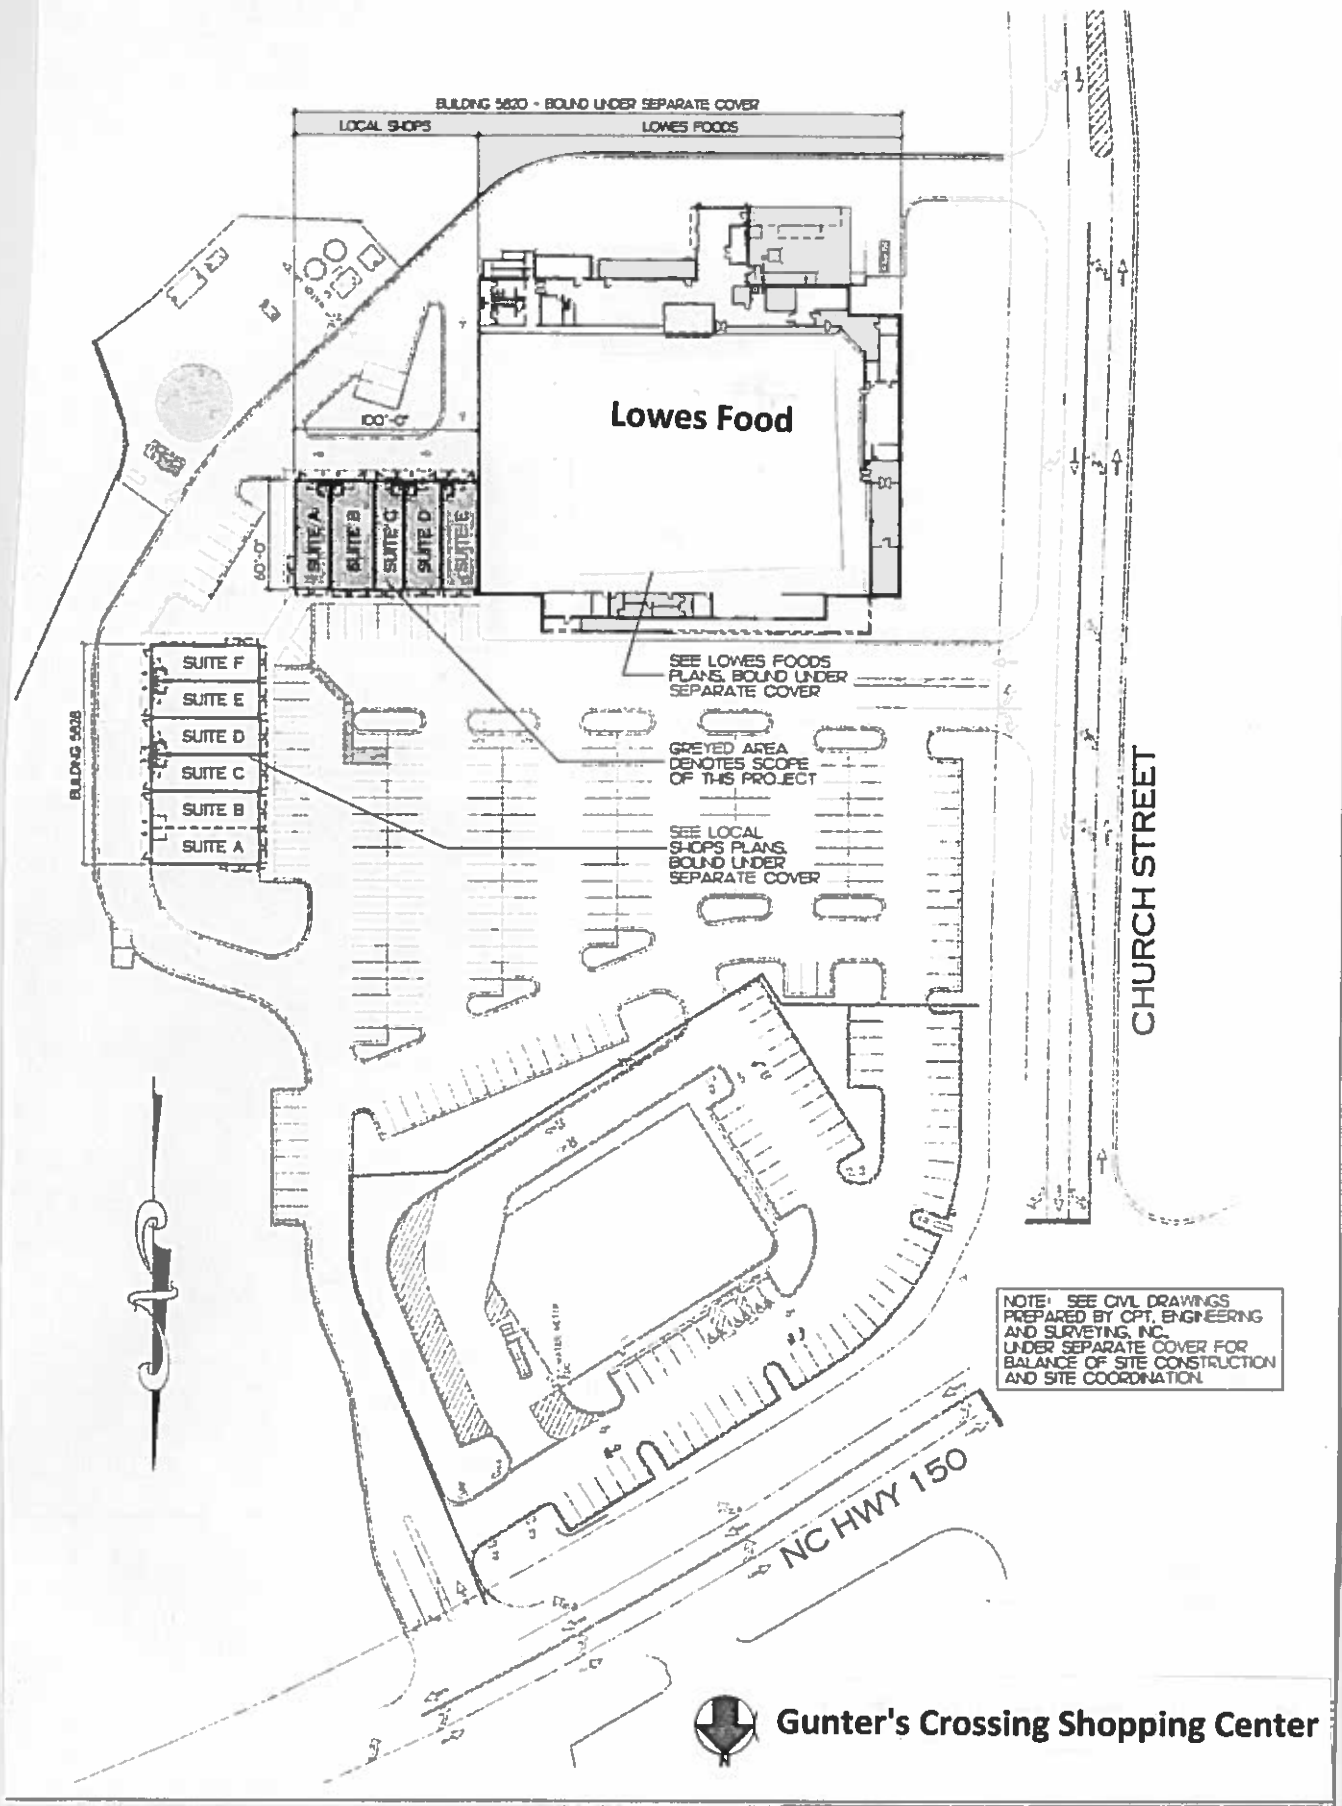 BUILDING 5820 - BOUND UNDER SEPARATE COVER
LOCAL SHOPS
LOWES FOODS
Lowes Food
100'-0"
60'-0"
SUITE A
SUITE B
SUITE C
SUITE D
SUITE E
SEE LOWES FOODS
PLANS, BOUND UNDER
SEPARATE COVER
BUILDING 5828
SUITE F
SUITE E
SUITE D
SUITE C
SUITE B
SUITE A
GREYED AREA
DENOTES SCOPE
OF THIS PROJECT
SEE LOCAL
SHOPS PLANS,
BOUND UNDER
SEPARATE COVER
CHURCH STREET
NOTE: SEE CIVIL DRAWINGS
PREPARED BY CPT. ENGINEERING
AND SURVEYING, INC.
UNDER SEPARATE COVER FOR
BALANCE OF SITE CONSTRUCTION
AND SITE COORDINATION.
NC HWY 150
N
Gunter's Crossing Shopping Center